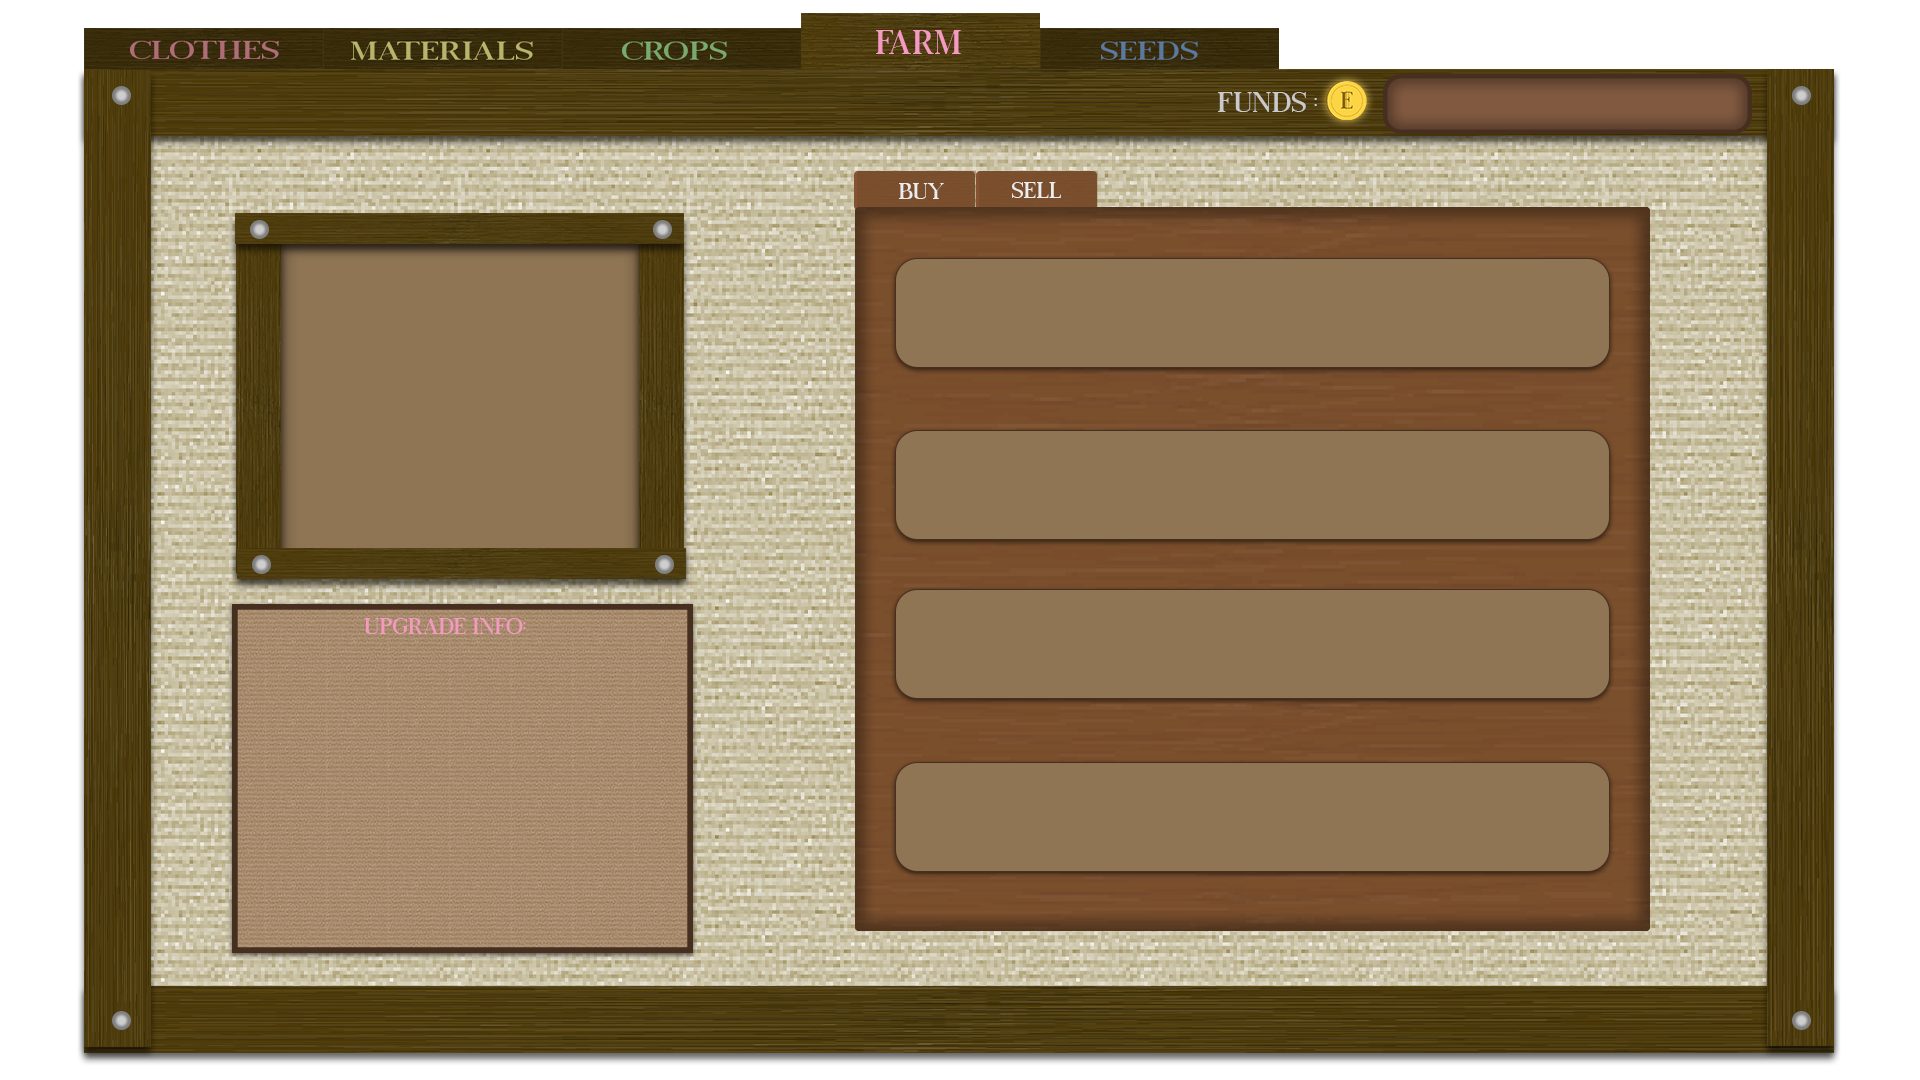 CLOTHES MATERIALS CROPS FARM SEEDS
FUNDS : E
BUY SELL
UPGRADE INFO: